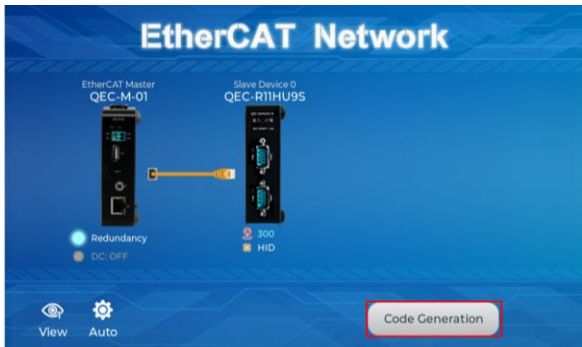 EtherCAT Network
EtherCAT Master
QEC-M-01
Slave Device 0
QEC-R11HU9S
Redundancy
DC: OFF
300
HID
View
Auto
Code Generation